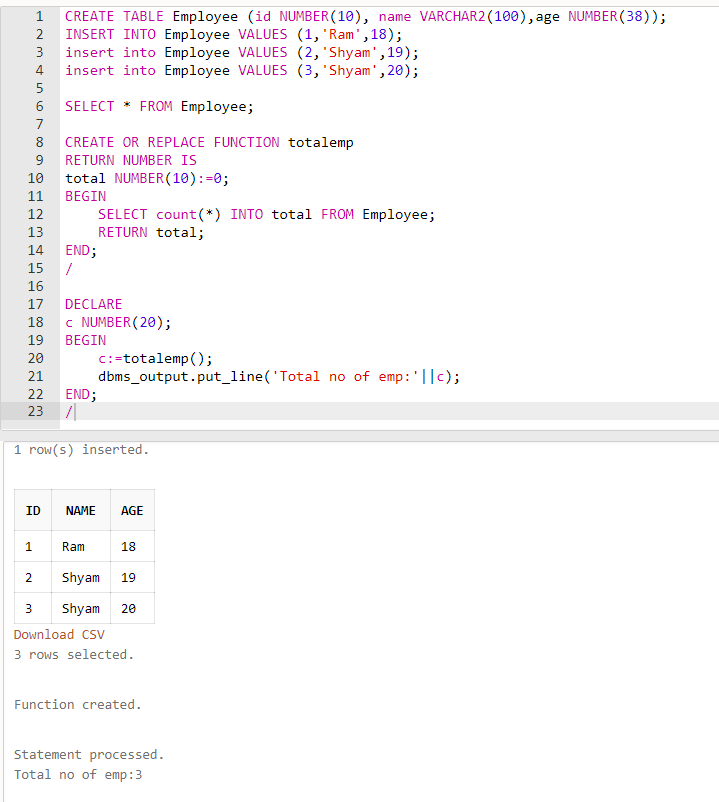 1 CREATE TABLE Employee (id NUMBER(10), name VARCHAR2(100),age NUMBER(38));
2 INSERT INTO Employee VALUES (1,'Ram',18);
3 insert into Employee VALUES (2,'Shyam',19);
4 insert into Employee VALUES (3,'Shyam',20);
5
6 SELECT * FROM Employee;
7
8 CREATE OR REPLACE FUNCTION totalemp
9 RETURN NUMBER IS
10 total NUMBER(10):=0;
11 BEGIN
12     SELECT count(*) INTO total FROM Employee;
13     RETURN total;
14 END;
15 /
16
17 DECLARE
18 c NUMBER(20);
19 BEGIN
20     c:=totalemp();
21     dbms_output.put_line('Total no of emp:'||c);
22 END;
23 /
1 row(s) inserted.
ID NAME AGE
1 Ram 18
2 Shyam 19
3 Shyam 20
Download CSV
3 rows selected.
Function created.
Statement processed.
Total no of emp:3